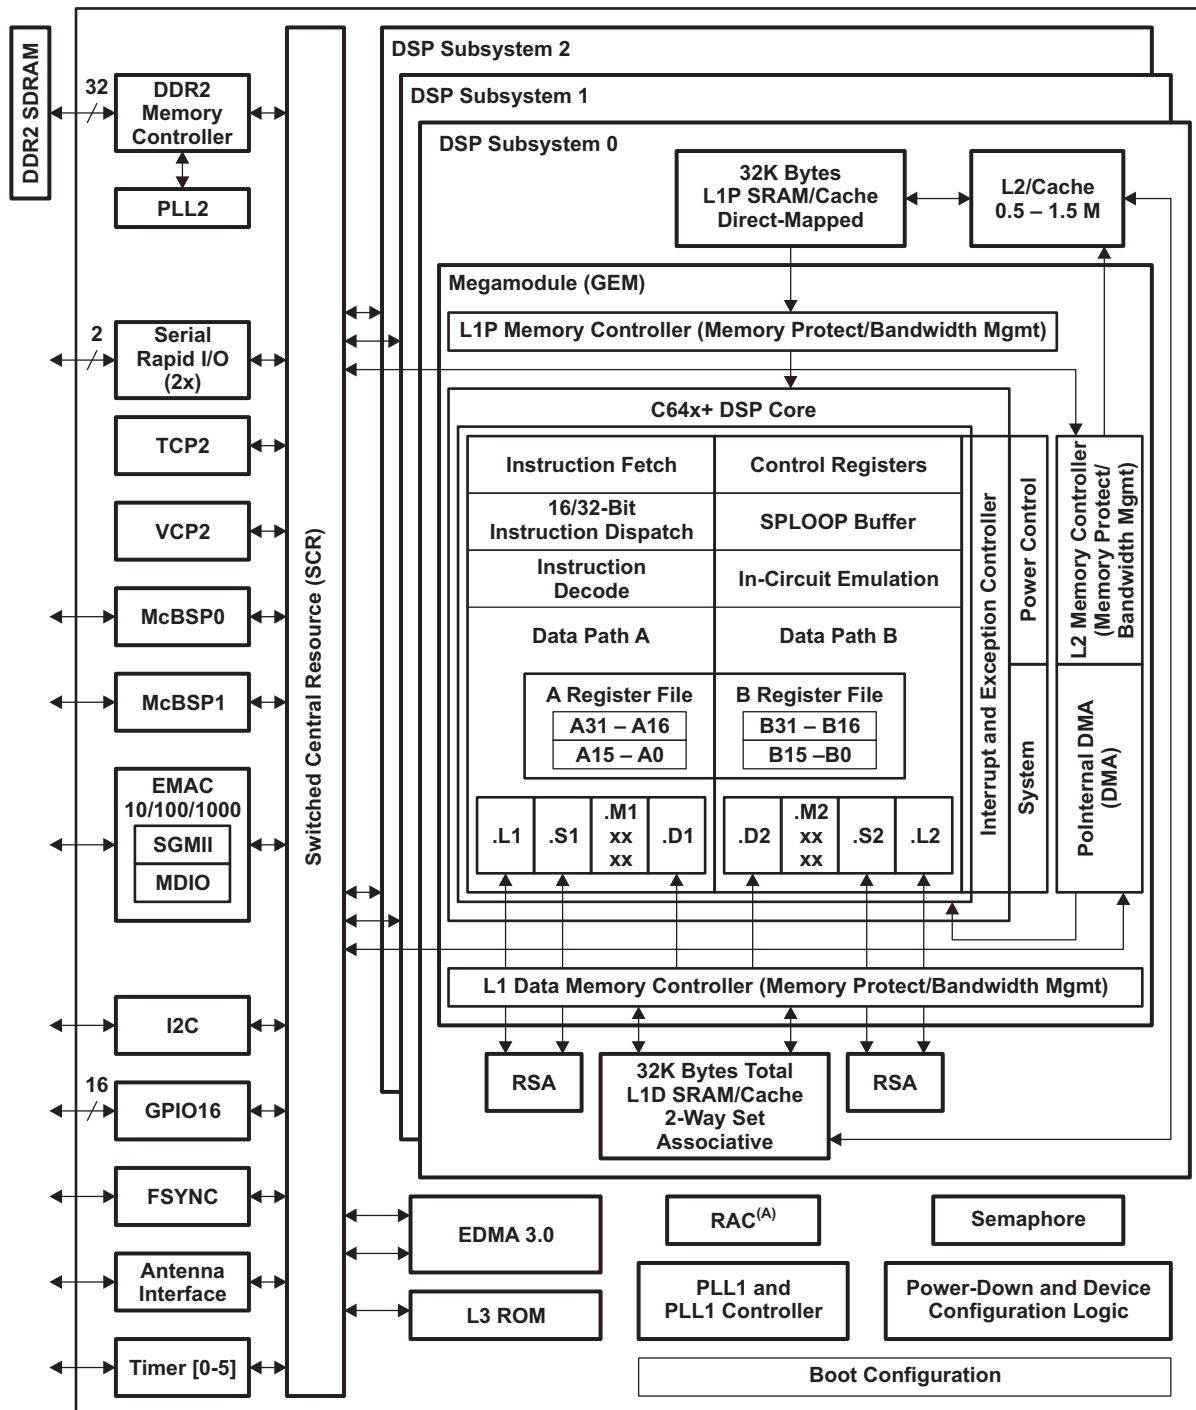 DDR2 SDRAM
32
DDR2
Memory
Controller
PLL2
2
Serial
Rapid I/O
(2x)
TCP2
VCP2
McBSP0
McBSP1
EMAC
10/100/1000
SGMII
MDIO
I2C
16
GPIO16
FSYNC
Antenna
Interface
Timer [0-5]
Switched Central Resource (SCR)
DSP Subsystem 2
DSP Subsystem 1
DSP Subsystem 0
32K Bytes
L1P SRAM/Cache
Direct-Mapped
L2/Cache
0.5 – 1.5 M
Megamodule (GEM)
L1P Memory Controller (Memory Protect/Bandwidth Mgmt)
C64x+ DSP Core
Instruction Fetch
Control Registers
16/32-Bit
Instruction Dispatch
SPLOOP Buffer
Instruction
Decode
In-Circuit Emulation
Data Path A
Data Path B
A Register File
A31 – A16
A15 – A0
B Register File
B31 – B16
B15 –B0
.L1
.S1
.M1
xx
xx
.D1
.D2
.M2
xx
xx
.S2
.L2
Interrupt and Exception Controller
Power Control
System
L2 Memory Controller
(Memory Protect/
Bandwidth Mgmt)
PoInternal DMA
(DMA)
L1 Data Memory Controller (Memory Protect/Bandwidth Mgmt)
RSA
32K Bytes Total
L1D SRAM/Cache
2-Way Set
Associative
RSA
EDMA 3.0
L3 ROM
RAC(A)
Semaphore
PLL1 and
PLL1 Controller
Power-Down and Device
Configuration Logic
Boot Configuration